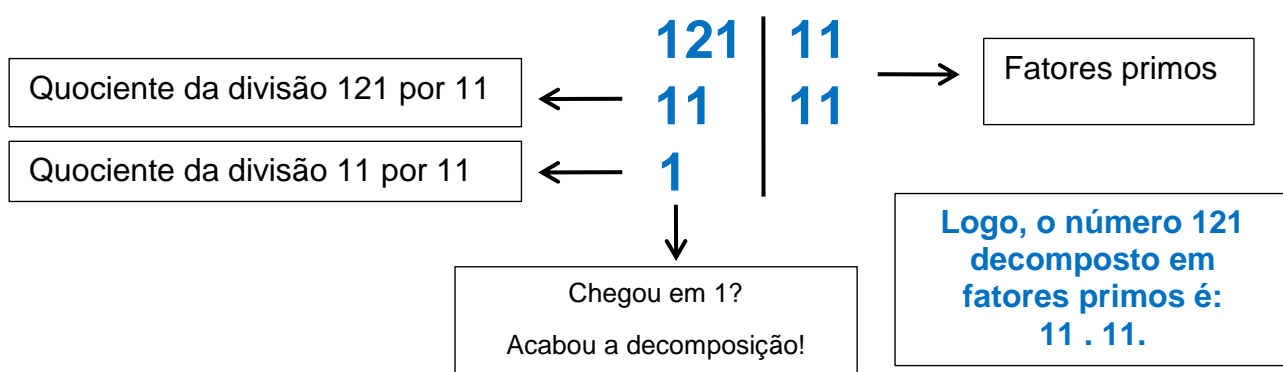 121 11
Fatores primos
Quociente da divisão 121 por 11
11 11
Quociente da divisão 11 por 11
1
Logo, o número 121
decomposto em
fatores primos é:
11 . 11.
Chegou em 1?
Acabou a decomposição!